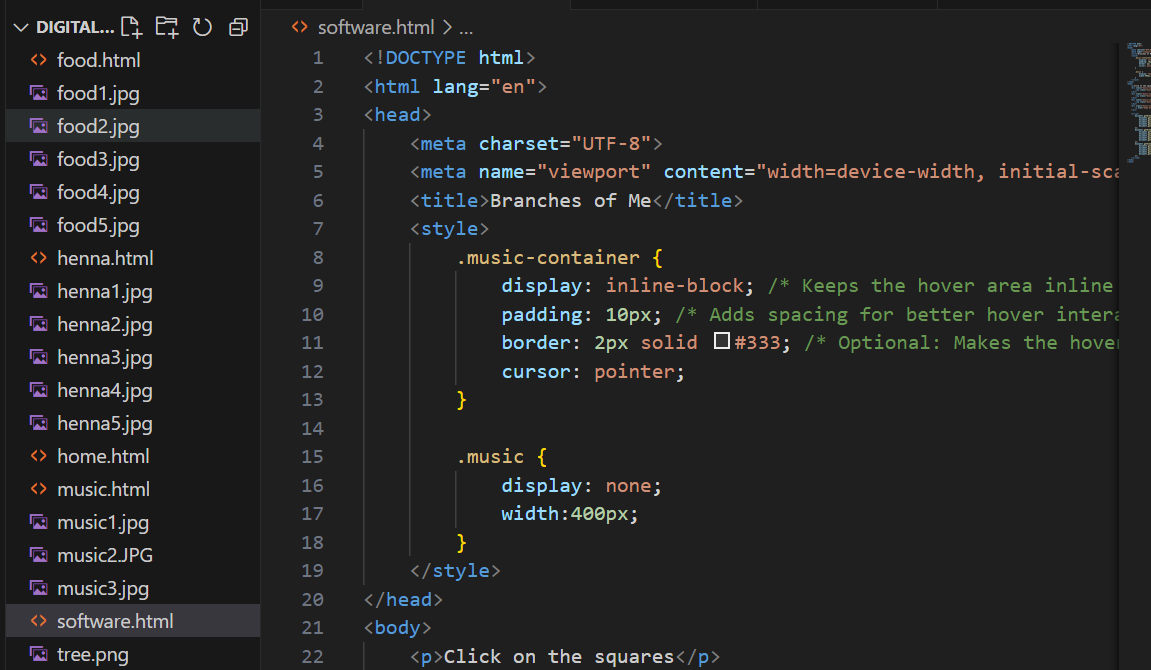 DIGITAL...
food.html
food1.jpg
food2.jpg
food3.jpg
food4.jpg
food5.jpg
henna.html
henna1.jpg
henna2.jpg
henna3.jpg
henna4.jpg
henna5.jpg
home.html
music.html
music1.jpg
music2.JPG
music3.jpg
software.html
tree.png
<> software.html > ...
1 <!DOCTYPE html>
2 <html lang="en">
3 <head>
4 <meta charset="UTF-8">
5 <meta name="viewport" content="width=device-width, initial-sca
6 <title>Branches of Me</title>
7 <style>
8 .music-container {
9 display: inline-block; /* Keeps the hover area inline
10 padding: 10px; /* Adds spacing for better hover intera
11 border: 2px solid #333; /* Optional: Makes the hover
12 cursor: pointer;
13 }
14
15 .music {
16 display: none;
17 width:400px;
18 }
19 </style>
20 </head>
21 <body>
22 <p>Click on the squares</p>